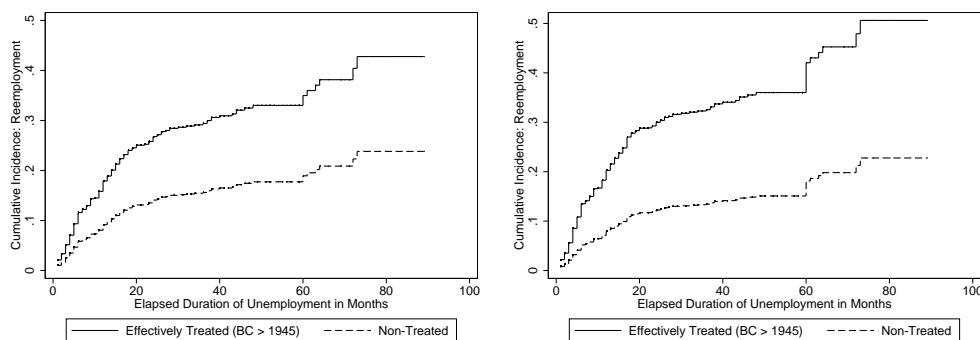 Cumulative Incidence: Reemployment
.5
.4
.3
.2
.1
0
0 20 40 60 80 100
Elapsed Duration of Unemployment in Months
Effectively Treated (BC > 1945) Non-Treated
Cumulative Incidence: Reemployment
.5
.4
.3
.2
.1
0
0 20 40 60 80 100
Elapsed Duration of Unemployment in Months
Effectively Treated (BC > 1945) Non-Treated